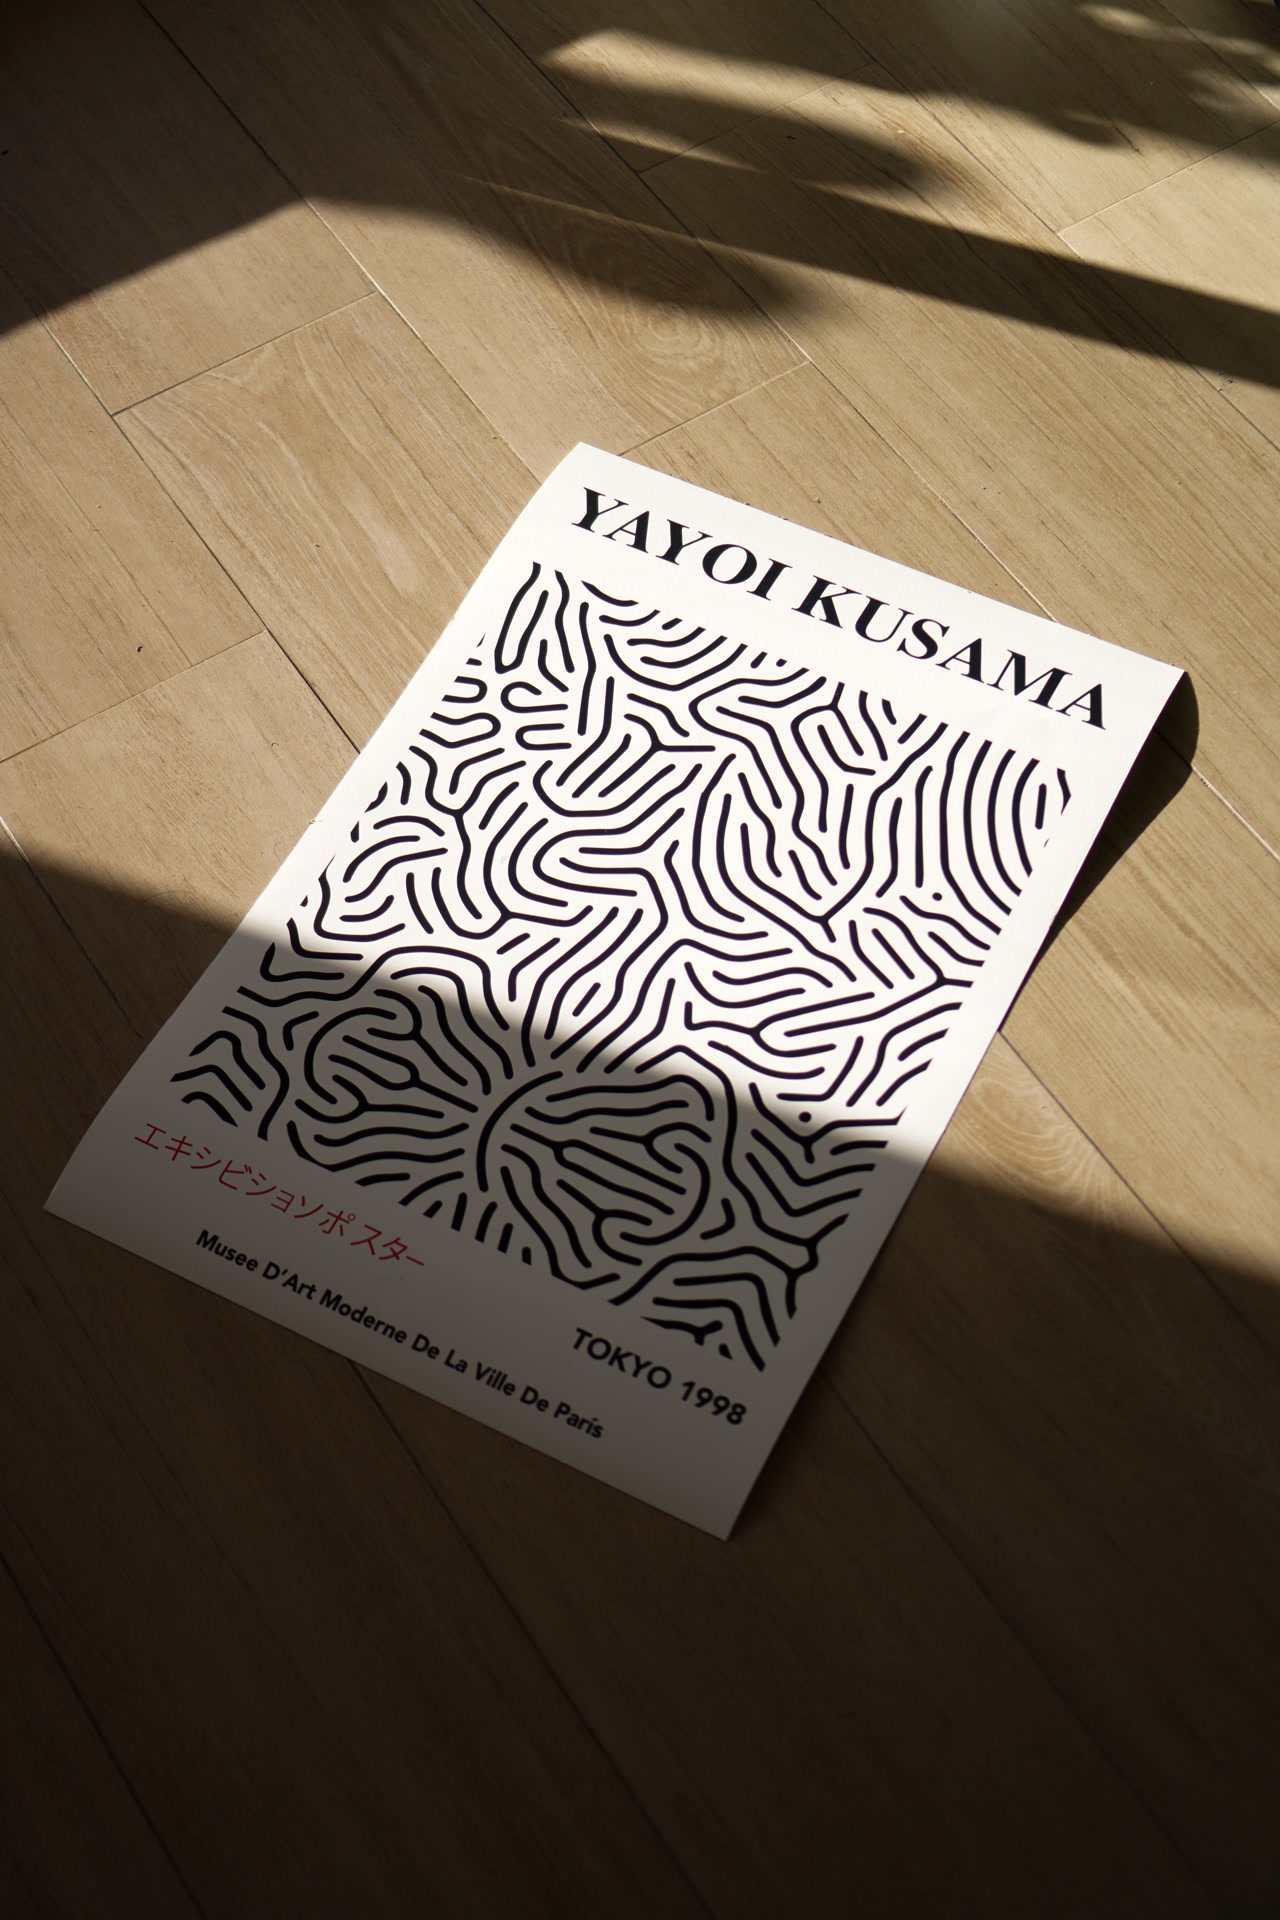 YAYOI KUSAMA
エキシビショソポスター
TOKYO 1998
Musee D'Art Moderne De La Ville De París